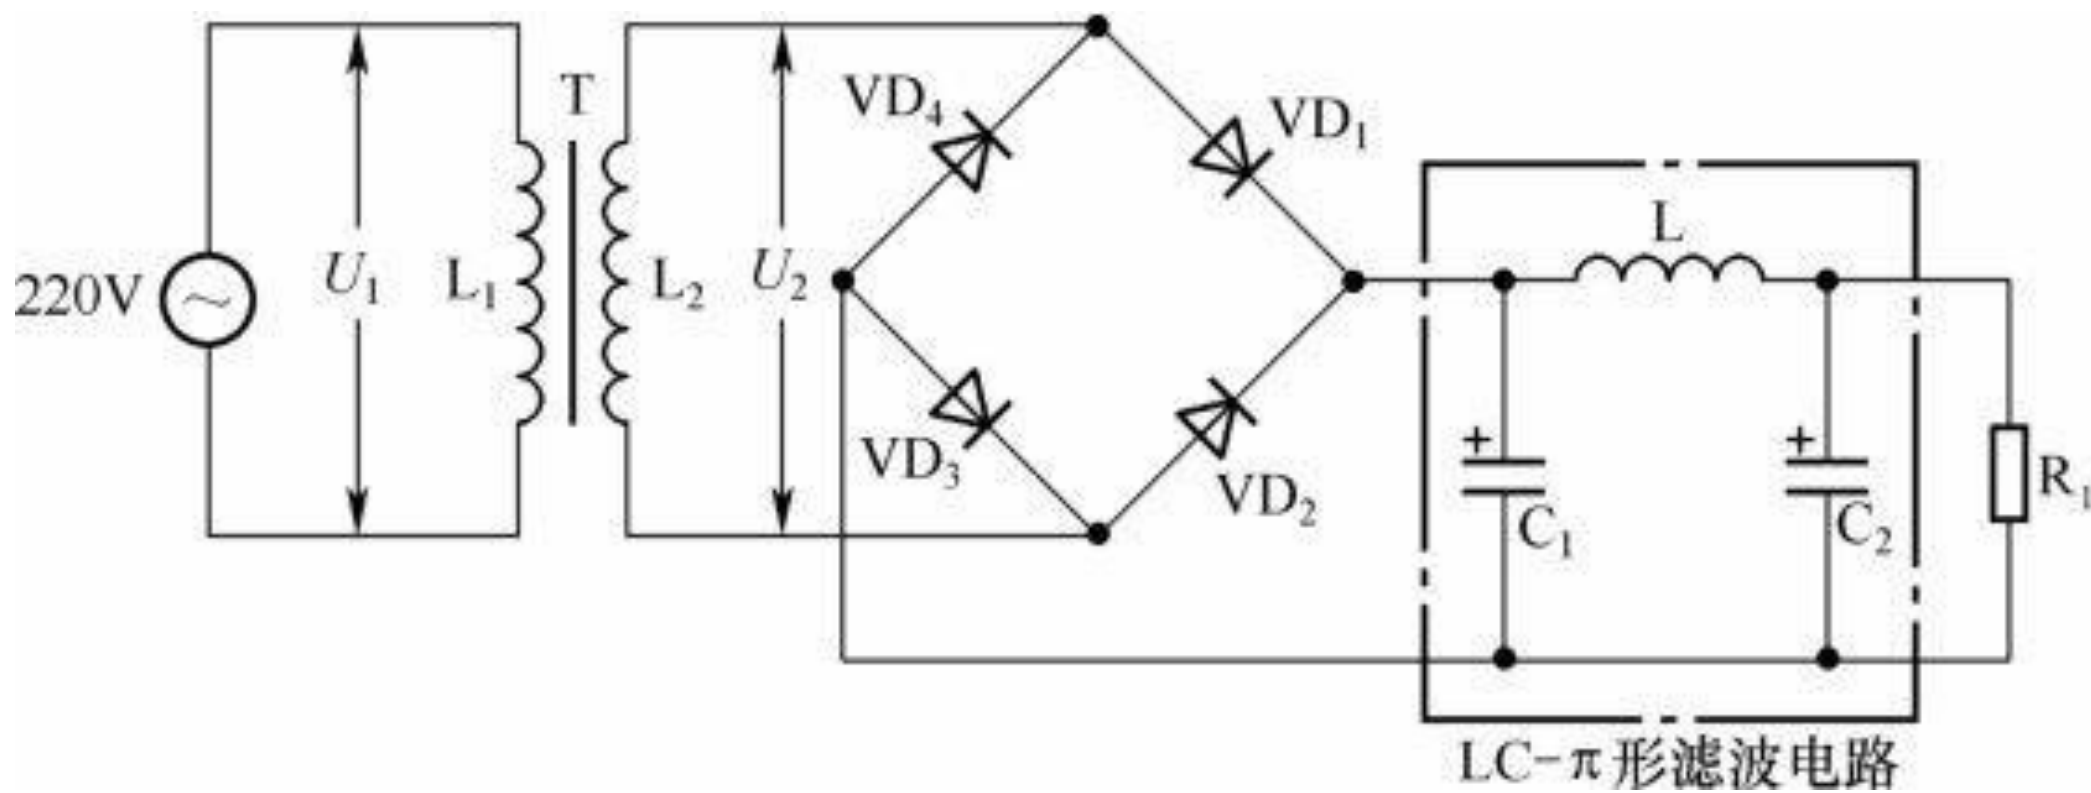 T
VD₄
VD₁
L
220V
U₁
L₁
L₂
U₂
VD₃
VD₂
+
C₁
+
C₂
R₁
LC-π形滤波电路